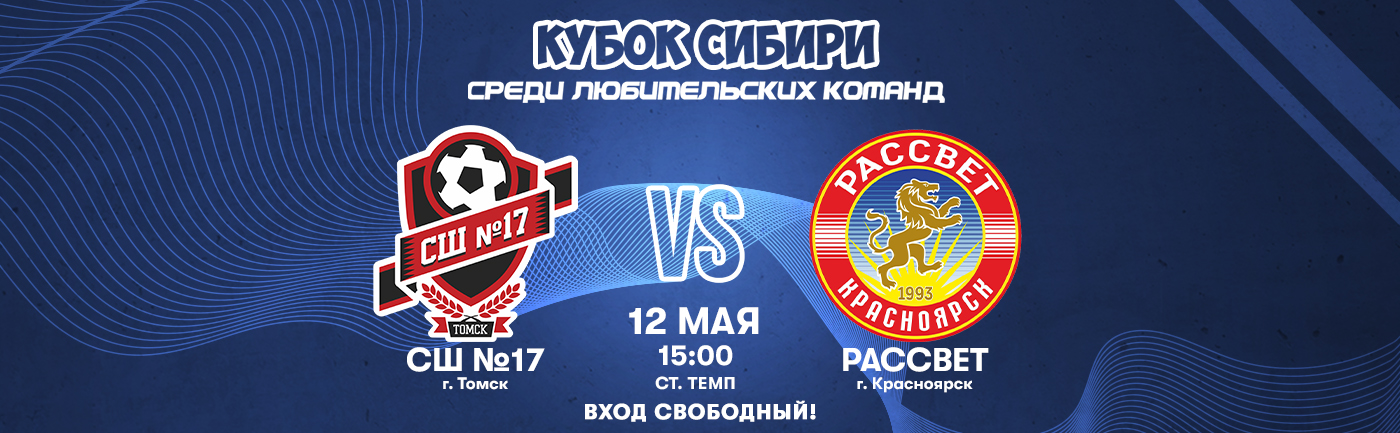 КУБОК СИБИРИ
СРЕДИ ЛЮБИТЕЛЬСКИХ КОМАНД
СШ №17
ТОМСК
VS
РАССВЕТ
1993
КРАСНОЯРСК
СШ №17
г. Томск
12 МАЯ
15:00
СТ. ТЕМП
ВХОД СВОБОДНЫЙ!
РАССВЕТ
г. Красноярск